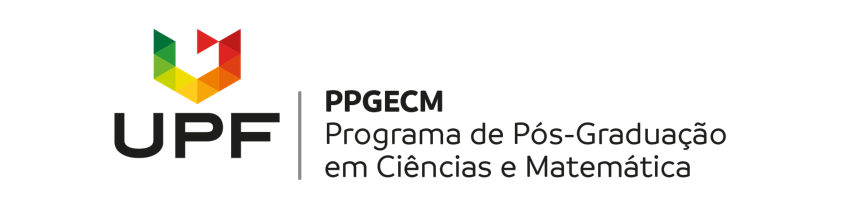 UPF
PPGECM
Programa de Pós-Graduação
em Ciências e Matemática